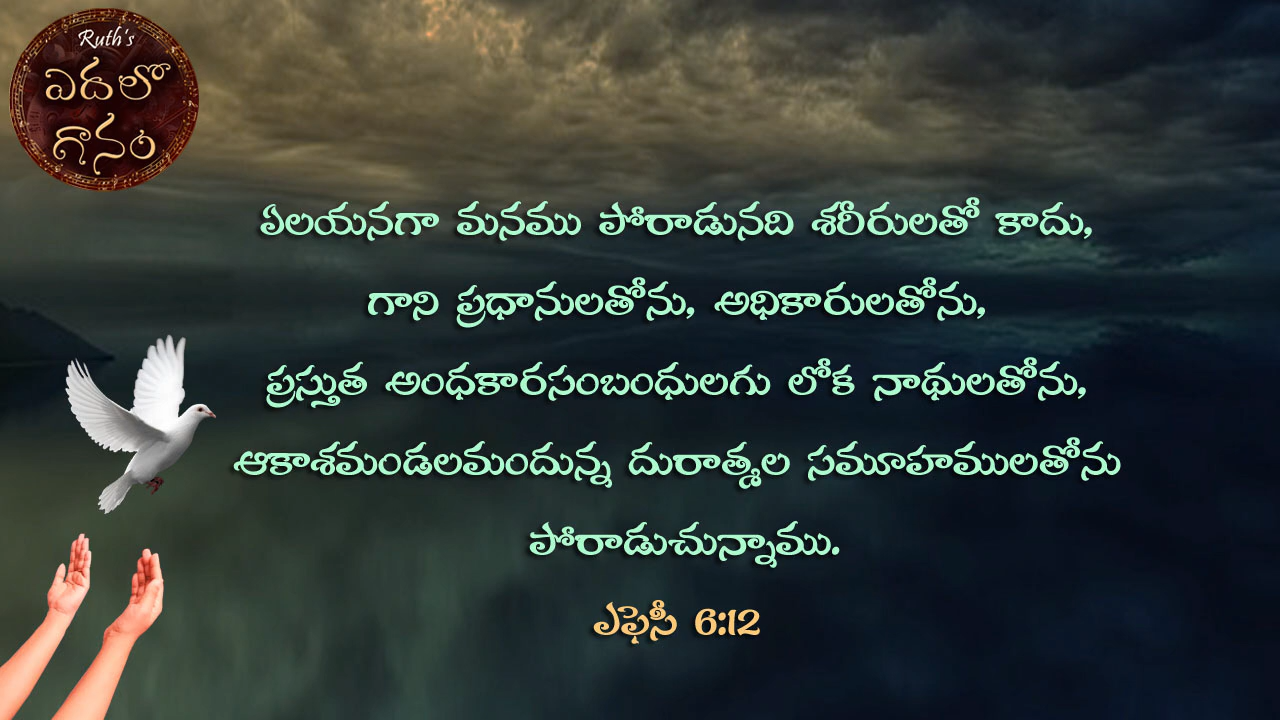 Ruth's
ఏదలో
గానం
ఏలయనగా మనము పోరాడునది శరీరులతో కాదు,
గాని ప్రధానులతోను, అధికారులతోను,
ప్రస్తుత అంధకారసంబంధులగు లోక నాథులతోను,
ఆకాశమండలమందున్న దురాత్మల సమూహములతోను
పోరాడుచున్నాము.
ఎఫెసీ 6:12